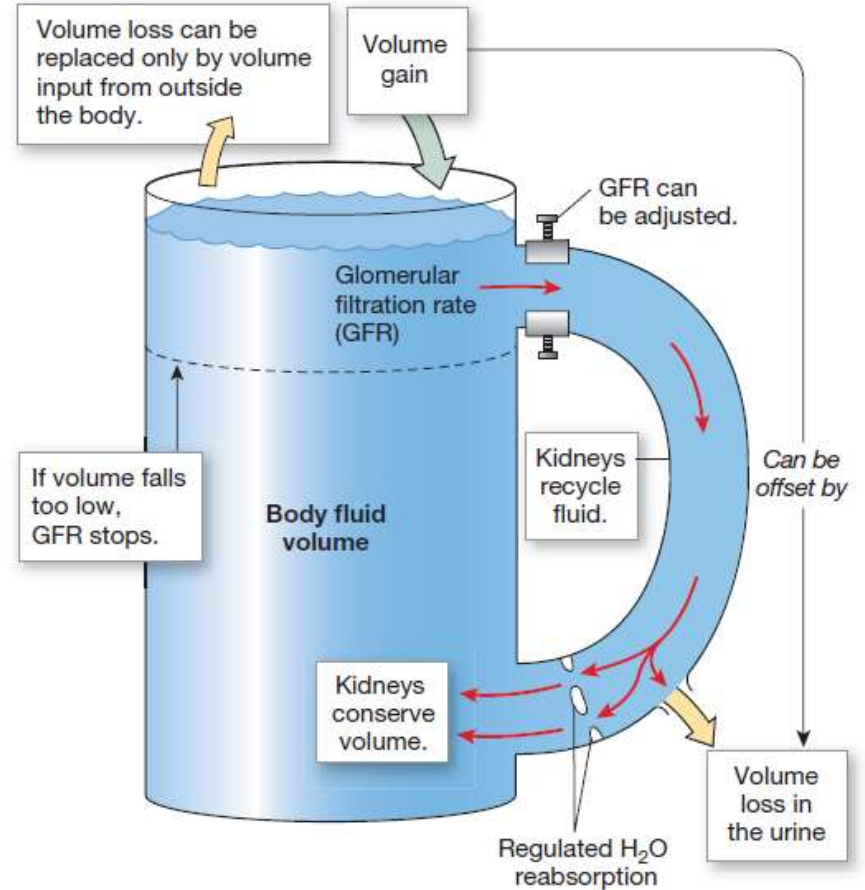 Volume loss can be
replaced only by volume
input from outside
the body.
Volume
gain
GFR can
be adjusted.
Glomerular
filtration rate
(GFR)
If volume falls
too low,
GFR stops.
Body fluid
volume
Kidneys
recycle
fluid.
Can be
offset by
Kidneys
conserve
volume.
Volume
loss in
the urine
Regulated H₂O
reabsorption